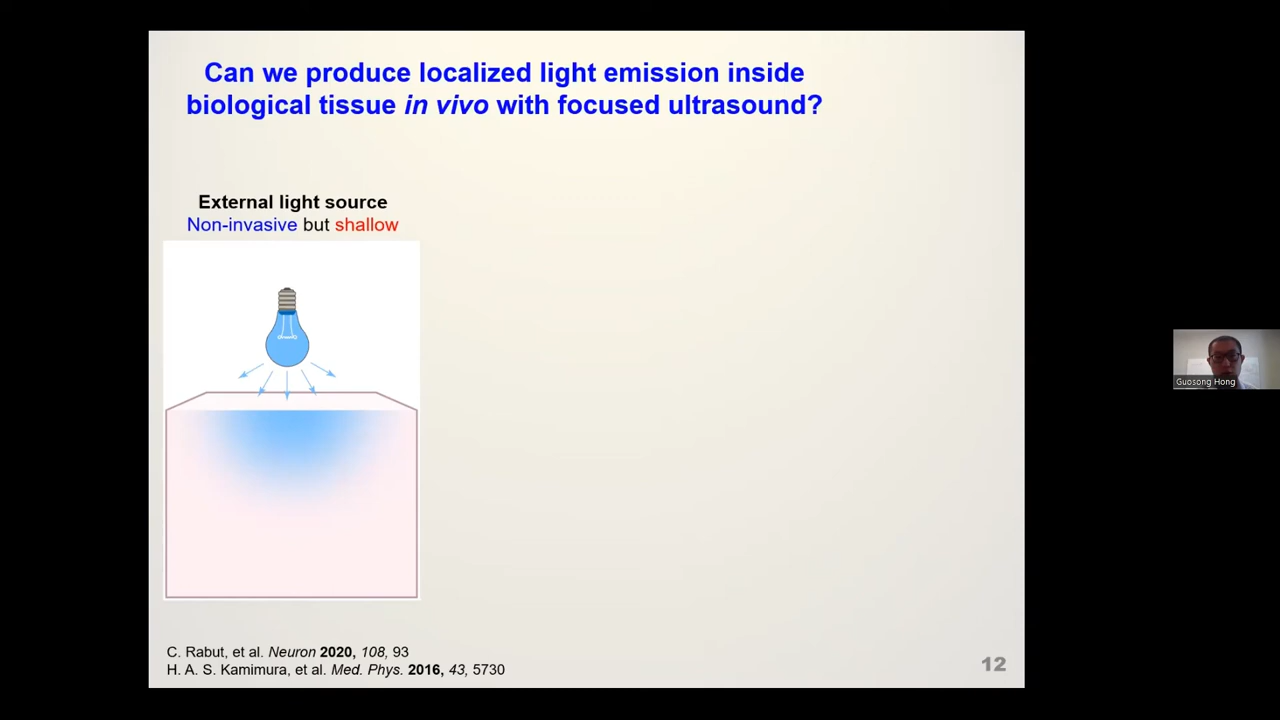 Can we produce localized light emission inside
biological tissue in vivo with focused ultrasound?
External light source
Non-invasive but shallow
Guosong Hong
C. Rabut, et al. Neuron 2020, 108, 93
H. A. S. Kamimura, et al. Med. Phys. 2016, 43, 5730
12